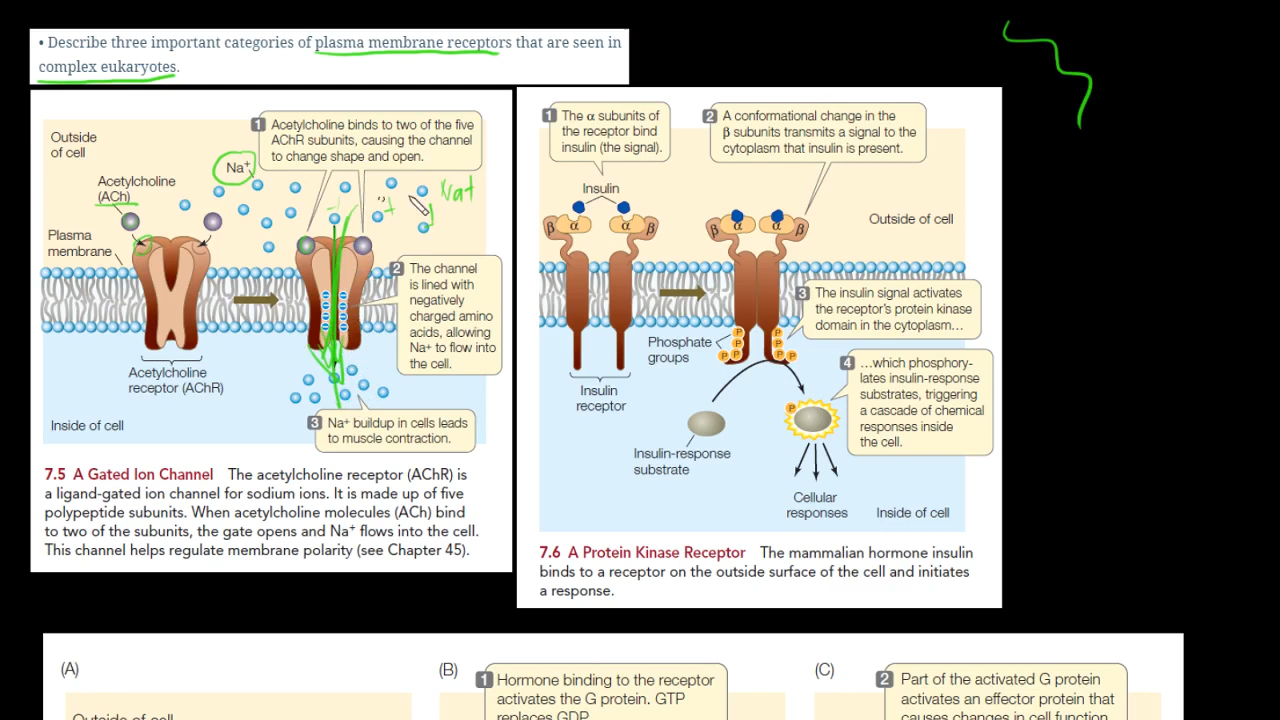 • Describe three important categories of plasma membrane receptors that are seen in
complex eukaryotes.
Outside
of cell
1 Acetylcholine binds to two of the five
AChR subunits, causing the channel
to change shape and open.
Na⁺
Na+
Acetylcholine
(ACh)
Plasma
membrane
2 The channel
is lined with
negatively
charged amino
acids, allowing
Na⁺ to flow into
the cell.
Acetylcholine
receptor (AChR)
3 Na⁺ buildup in cells leads
to muscle contraction.
Inside of cell
7.5 A Gated Ion Channel The acetylcholine receptor (AChR) is
a ligand-gated ion channel for sodium ions. It is made up of five
polypeptide subunits. When acetylcholine molecules (ACh) bind
to two of the subunits, the gate opens and Na⁺ flows into the cell.
This channel helps regulate membrane polarity (see Chapter 45).
1 The α subunits of
the receptor bind
insulin (the signal).
2 A conformational change in the
β subunits transmits a signal to the
cytoplasm that insulin is present.
Insulin
β α α β
β α α β
Outside of cell
3 The insulin signal activates
the receptor's protein kinase
domain in the cytoplasm...
Phosphate
groups
P P
P P
P P P P
Insulin
receptor
4 ...which phosphory-
lates insulin-response
substrates, triggering
a cascade of chemical
responses inside
the cell.
P
Insulin-response
substrate
Cellular
responses
Inside of cell
7.6 A Protein Kinase Receptor The mammalian hormone insulin
binds to a receptor on the outside surface of the cell and initiates
a response.
(A)
Outside of cell
(B)
1 Hormone binding to the receptor
activates the G protein. GTP
replaces GDP.
(C)
2 Part of the activated G protein
activates an effector protein that
causes changes in cell function.